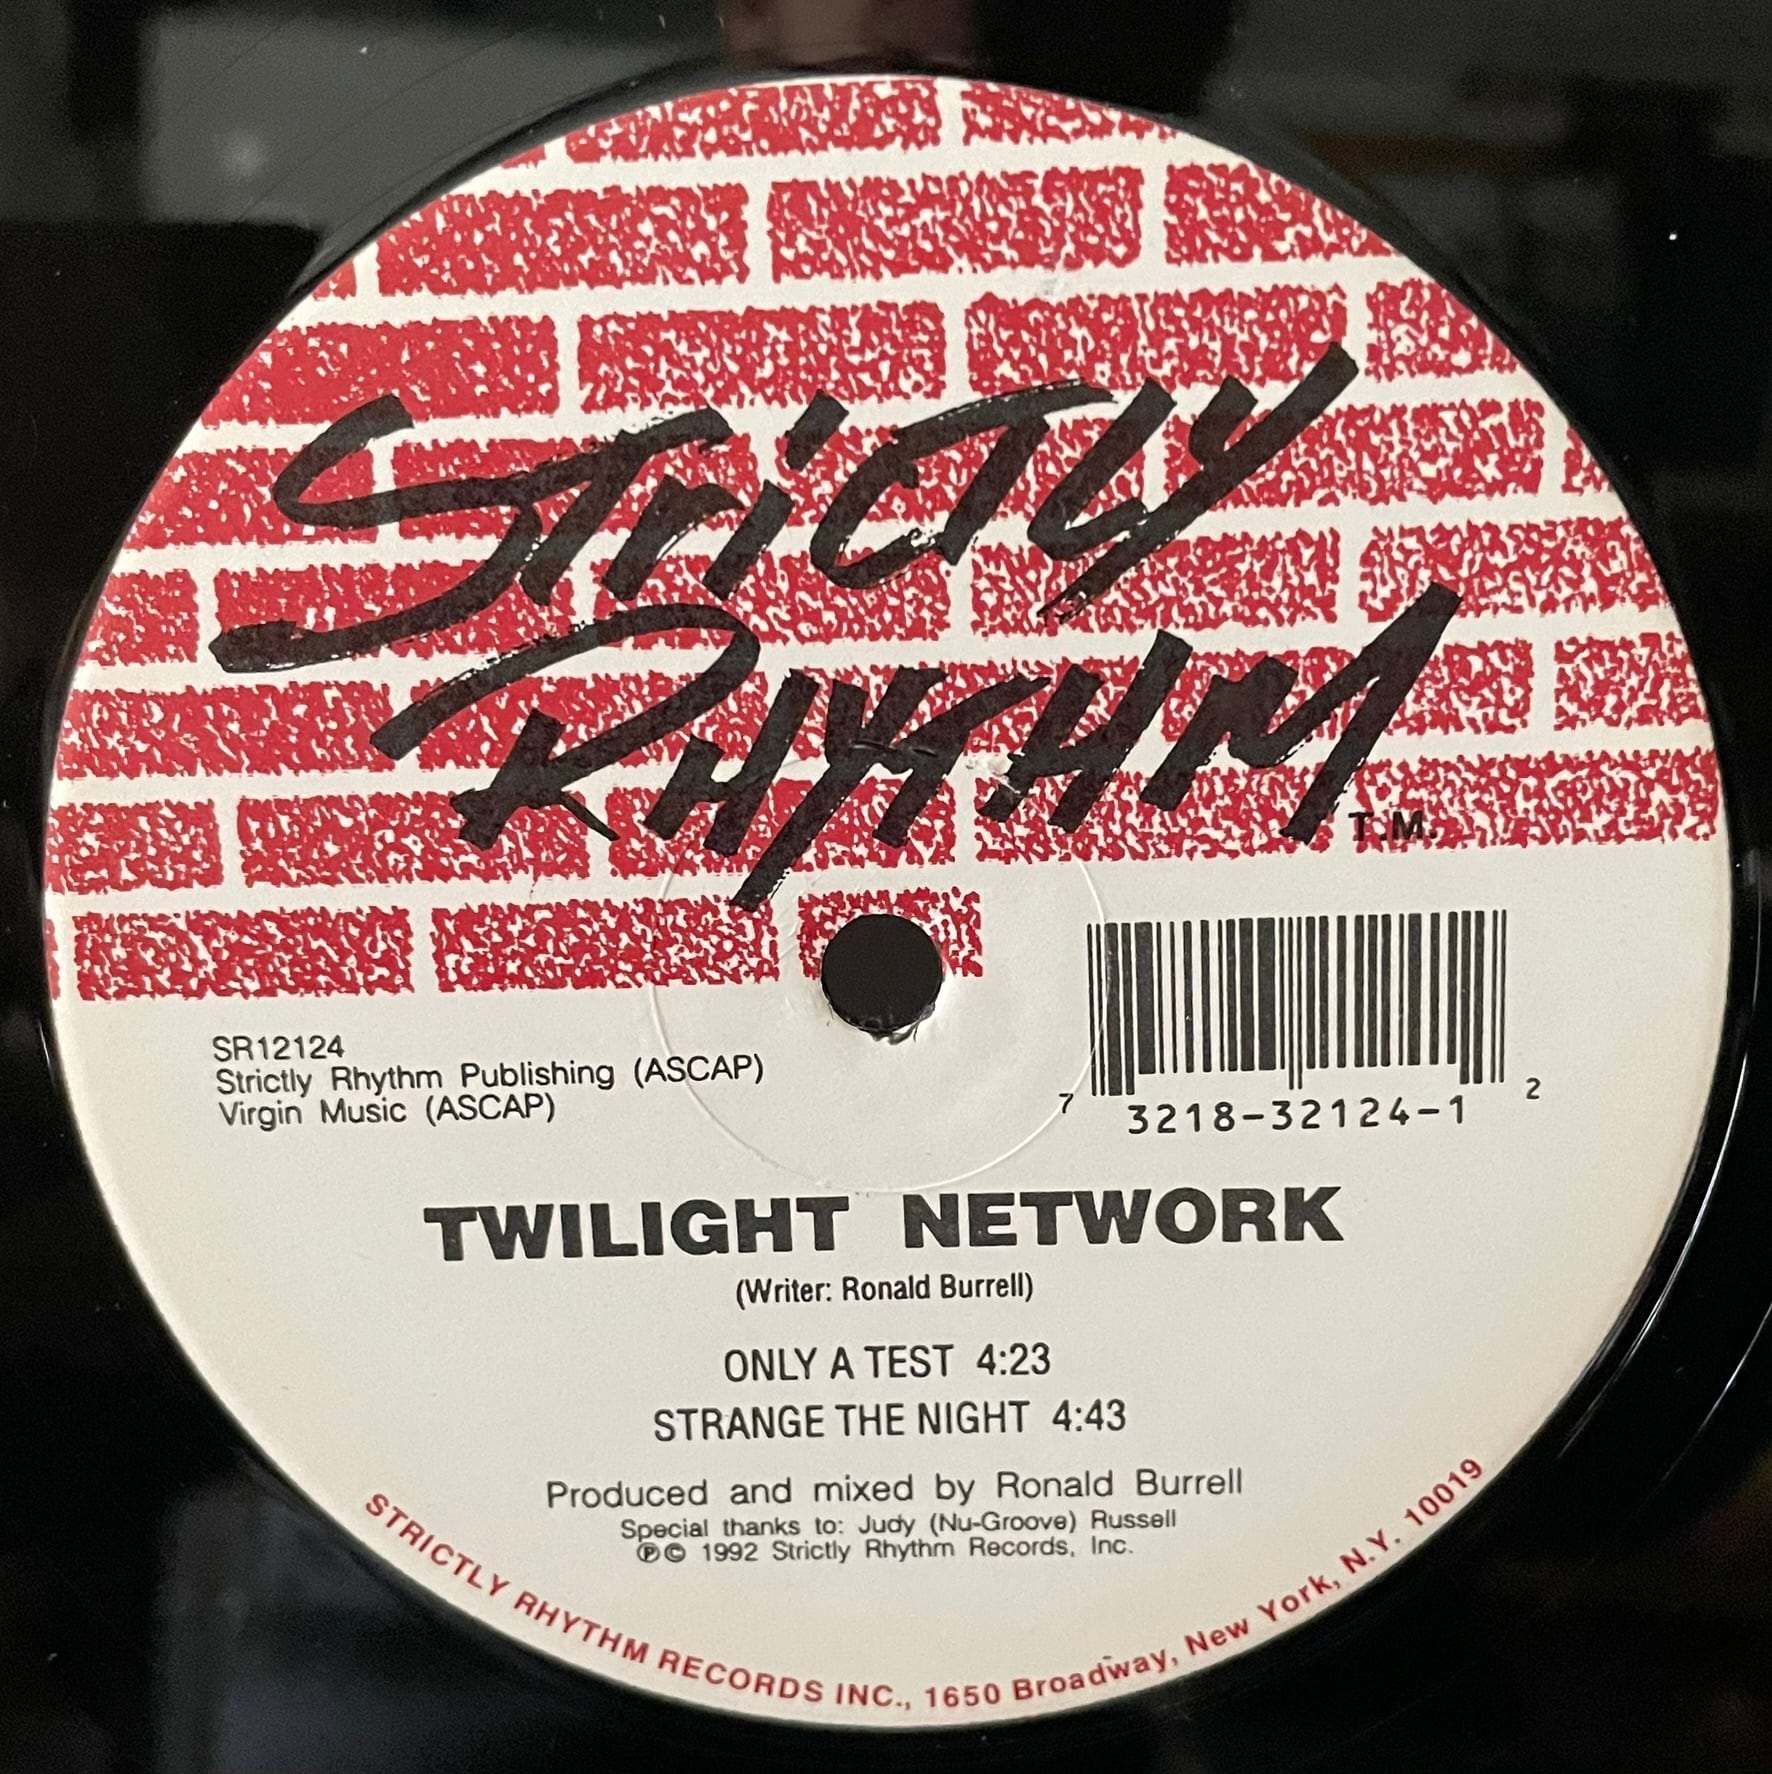 STRICTLY
RHYTHM
T.M.
SR12124
Strictly Rhythm Publishing (ASCAP)
Virgin Music (ASCAP)
7 3218-32124-1 2
TWILIGHT NETWORK
(Writer: Ronald Burrell)
ONLY A TEST 4:23
STRANGE THE NIGHT 4:43
Produced and mixed by Ronald Burrell
Special thanks to: Judy (Nu-Groove) Russell
℗© 1992 Strictly Rhythm Records, Inc.
STRICTLY RHYTHM RECORDS INC., 1650 Broadway, New York, N.Y. 10019